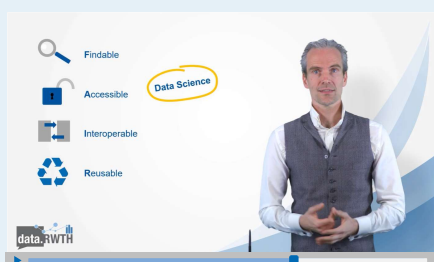 Findable
Accessible
Data Science
Interoperable
Reusable
data.RWTH